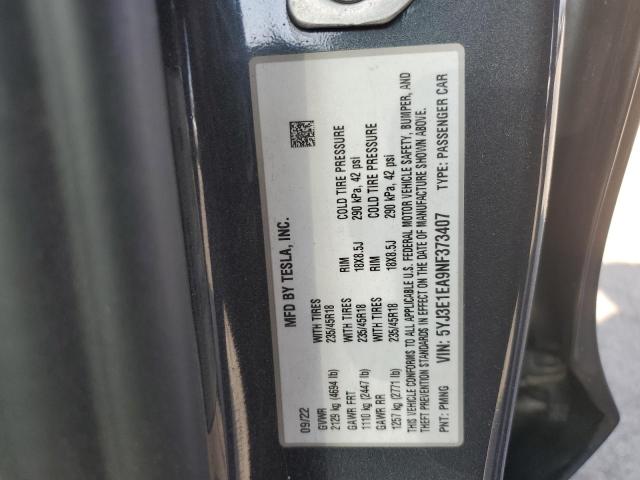 MFD BY TESLA, INC.
09/22
GVWR WITH TIRES RIM COLD TIRE PRESSURE
2129 kg (4694 lb) 235/45R18 18X8.5J 290 kPa, 42 psi
GAWR FRT WITH TIRES RIM COLD TIRE PRESSURE
1110 kg (2447 lb) 235/45R18 18X8.5J 290 kPa, 42 psi
GAWR RR
1257 kg (2771 lb) 235/45R18
THIS VEHICLE CONFORMS TO ALL APPLICABLE U.S. FEDERAL MOTOR VEHICLE SAFETY, BUMPER, AND
THEFT PREVENTION STANDARDS IN EFFECT ON THE DATE OF MANUFACTURE SHOWN ABOVE.
VIN: 5YJ3E1EA9NF373407
PNT: PMNG TYPE: PASSENGER CAR